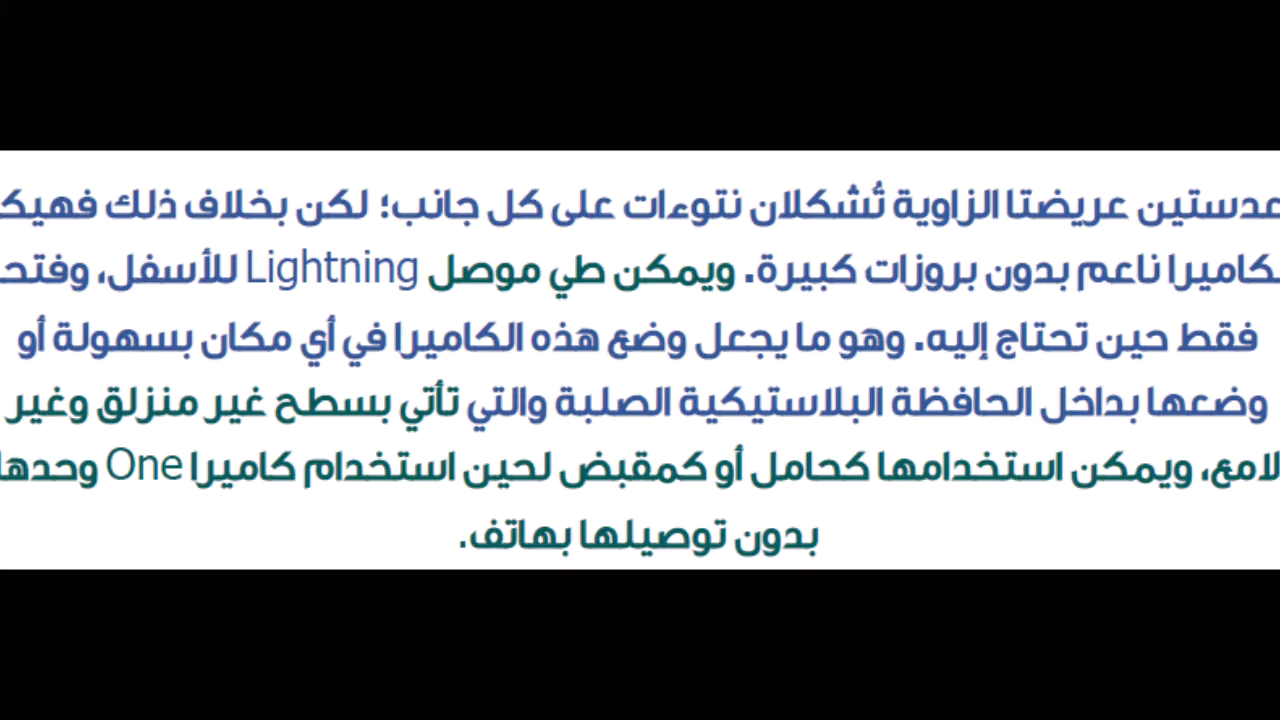 عدستين عريضتا الزاوية تُشكلان نتوءات على كل جانب؛ لكن بخلاف ذلك فهيك
كاميرا ناعم بدون بروزات كبيرة. ويمكن طي موصل Lightning للأسفل، وفتح
فقط حين تحتاج إليه. وهو ما يجعل وضع هذه الكاميرا في أي مكان بسهولة أو
وضعها بداخل الحافظة البلاستيكية الصلبة والتي تأتي بسطح غير منزلق وغير
لامع، ويمكن استخدامها كحامل أو كمقبض لحين استخدام كاميرا One وحدها
بدون توصيلها بهاتف.